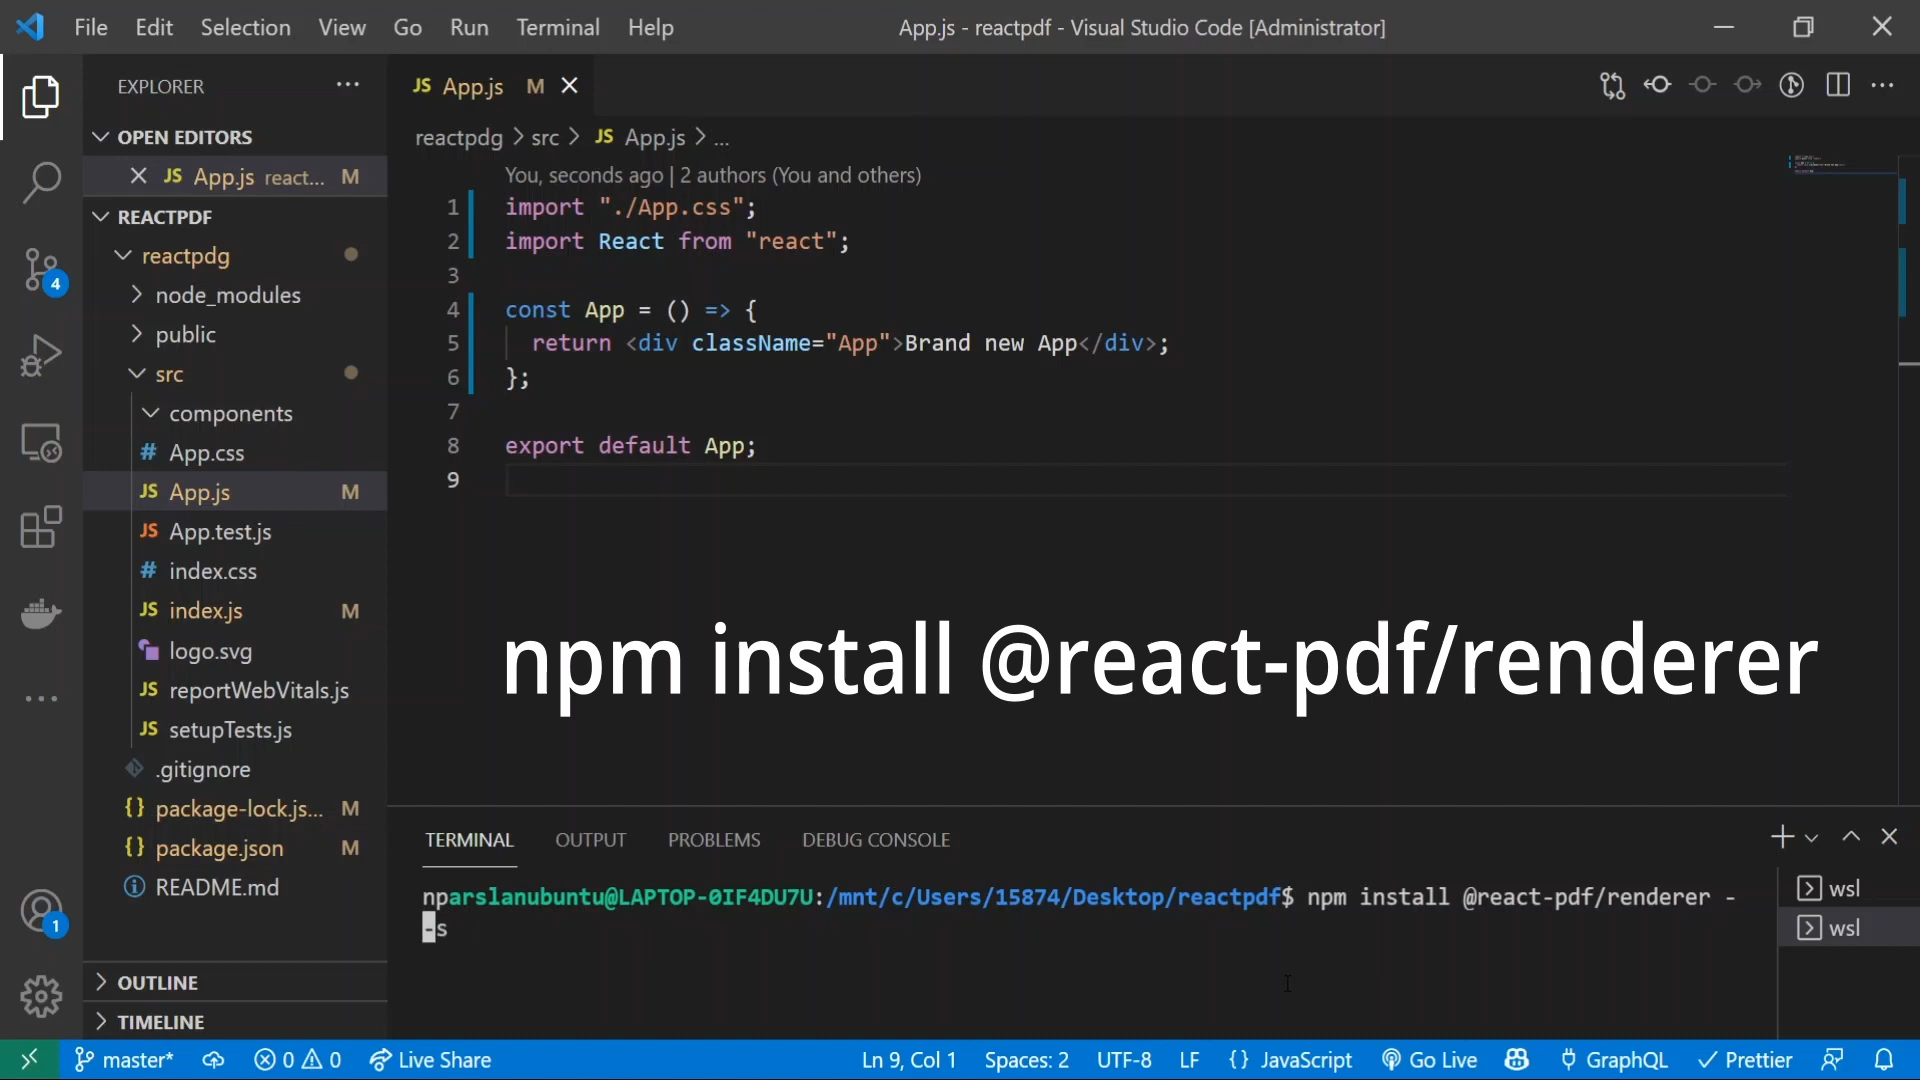 File Edit Selection View Go Run Terminal Help App.js - reactpdf - Visual Studio Code [Administrator]
EXPLORER
OPEN EDITORS
JS App.js react... M
REACTPDF
reactpdg
node_modules
public
src
components
# App.css
JS App.js M
JS App.test.js
# index.css
JS index.js M
logo.svg
JS reportWebVitals.js
JS setupTests.js
.gitignore
{} package-lock.js... M
{} package.json M
README.md
OUTLINE
TIMELINE
4
1
JS App.js M
reactpdg > src > JS App.js > ...
You, seconds ago | 2 authors (You and others)
1 import "./App.css";
2 import React from "react";
3
4 const App = () => {
5 return <div className="App">Brand new App</div>;
6 };
7
8 export default App;
9
npm install @react-pdf/renderer
TERMINAL OUTPUT PROBLEMS DEBUG CONSOLE
nparslanubuntu@LAPTOP-0IF4DU7U:/mnt/c/Users/15874/Desktop/reactpdf$ npm install @react-pdf/renderer -
-s
wsl
wsl
master* 0 0 Live Share Ln 9, Col 1 Spaces: 2 UTF-8 LF {} JavaScript Go Live GraphQL Prettier